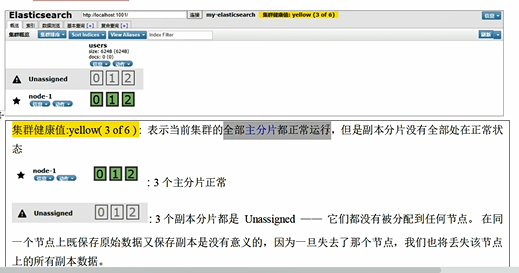 Elasticsearch http://localhost:1001/ 连接 my-elasticsearch 集群健康值: yellow (3 of 6) 信息
概览 索引 数据浏览 基本查询 [+] 复合查询 [+]
集群概览 集群排序 Sort Indices View Aliases Index Filter 刷新
users
size: 624B (624B)
docs: 0 (0)
信息 动作
Unassigned 0 1 2
node-1 0 1 2
信息 动作
集群健康值:yellow( 3 of 6 ) : 表示当前集群的全部主分片都正常运行，但是副本分片没有全部处在正常状
态
node-1 0 1 2 : 3 个主分片正常
信息 动作
Unassigned 0 1 2 : 3 个副本分片都是 Unassigned —— 它们都没有被分配到任何节点。 在同
一个节点上既保存原始数据又保存副本是没有意义的，因为一旦失去了那个节点，我们也将丢失该节点
上的所有副本数据。